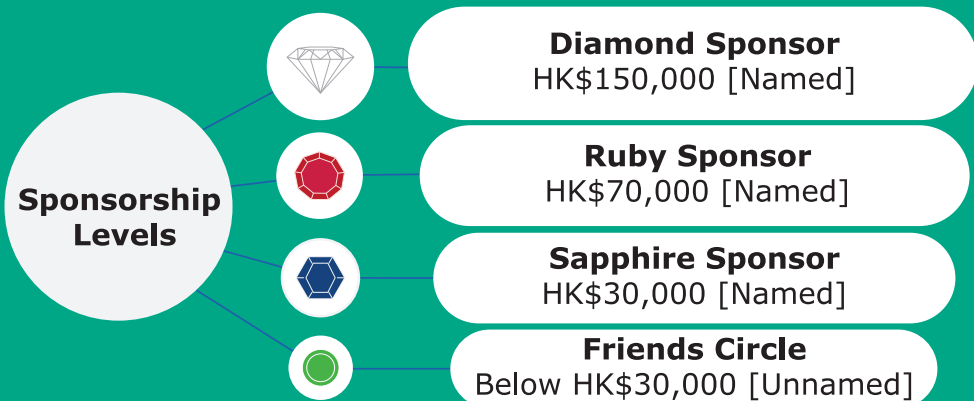 Sponsorship
Levels
Diamond Sponsor
HK$150,000 [Named]
Ruby Sponsor
HK$70,000 [Named]
Sapphire Sponsor
HK$30,000 [Named]
Friends Circle
Below HK$30,000 [Unnamed]